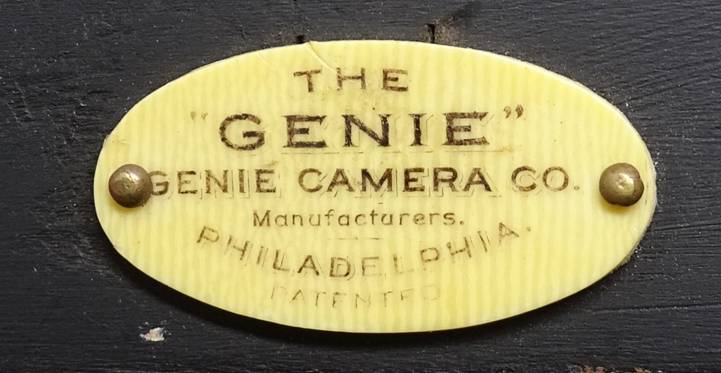 THE
"GENIE"
GENIE CAMERA CO.
Manufacturers.
PHILADELPHIA.
PATENTED